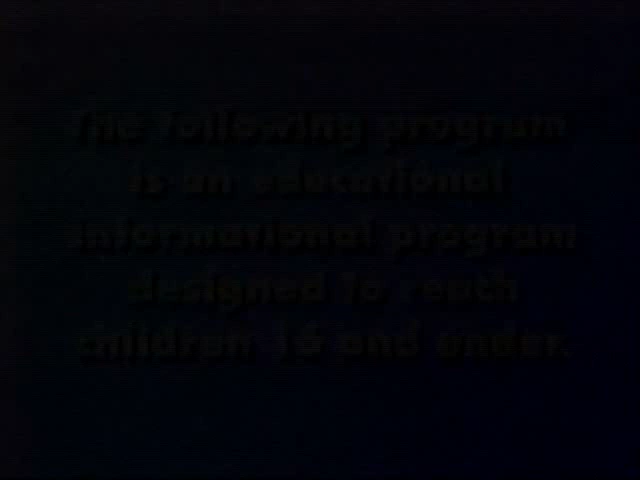 The following program
is an educational
informational program
designed to reach
children 16 and under.